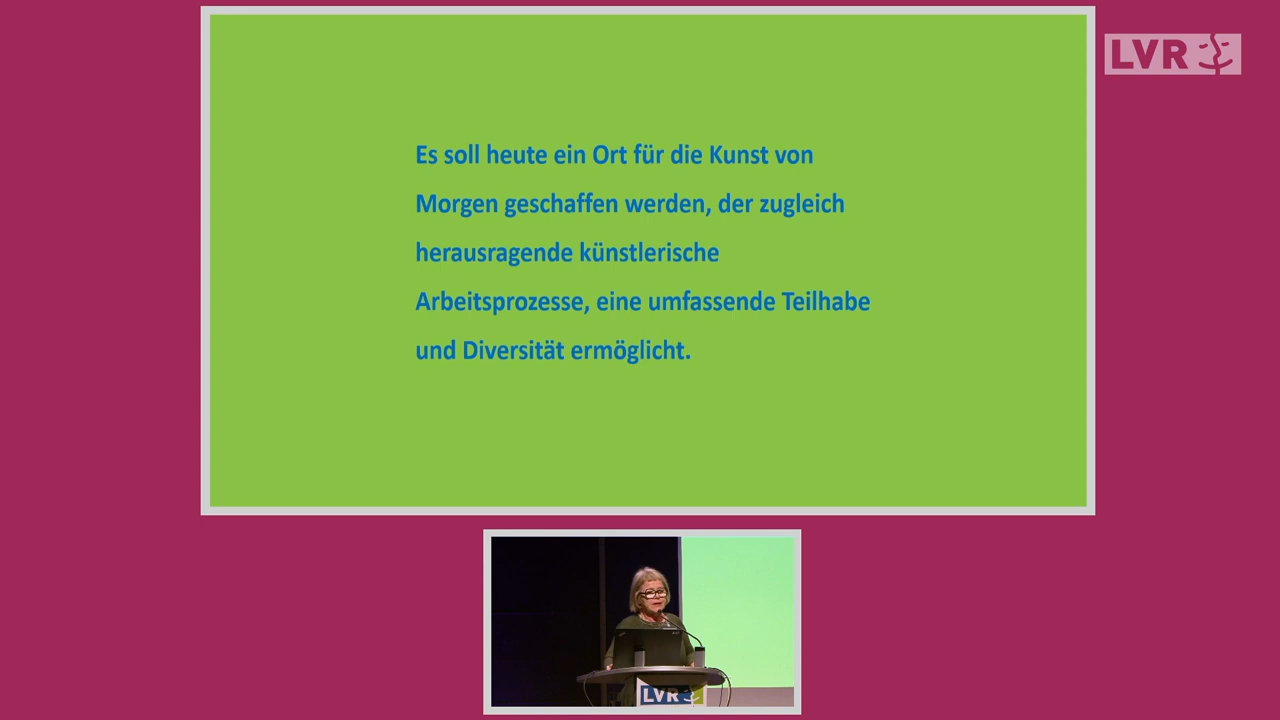 LVR
Es soll heute ein Ort für die Kunst von
Morgen geschaffen werden, der zugleich
herausragende künstlerische
Arbeitsprozesse, eine umfassende Teilhabe
und Diversität ermöglicht.
LVR